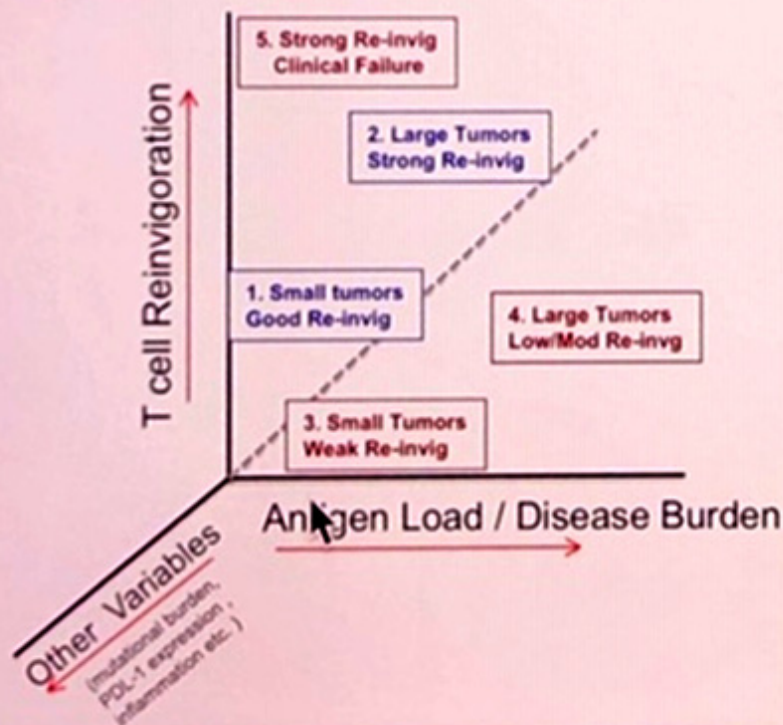 5. Strong Re-invig
Clinical Failure
2. Large Tumors
Strong Re-invig
T cell Reinvigoration
1. Small tumors
Good Re-invig
4. Large Tumors
Low/Mod Re-invg
3. Small Tumors
Weak Re-invig
Antigen Load / Disease Burden
Other Variables
(mutational burden,
PDL-1 expression,
inflammation etc. )